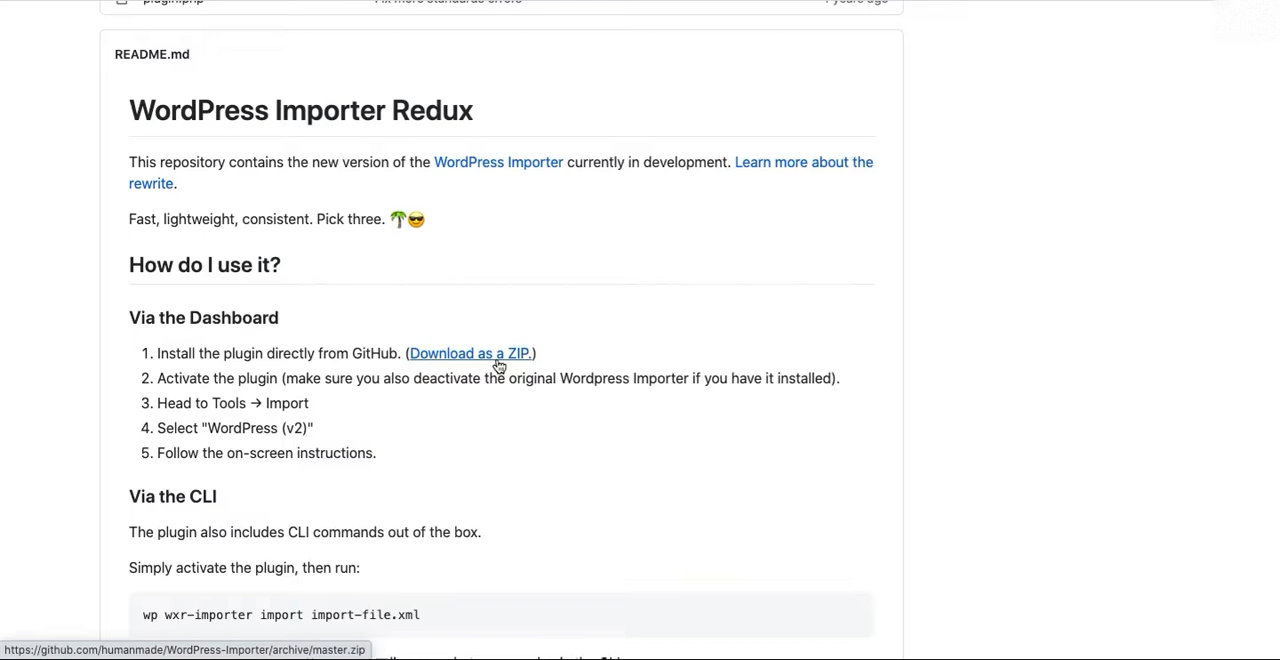 README.md
WordPress Importer Redux
This repository contains the new version of the WordPress Importer currently in development. Learn more about the
rewrite.
Fast, lightweight, consistent. Pick three. 🌴😎
How do I use it?
Via the Dashboard
1. Install the plugin directly from GitHub. (Download as a ZIP.)
2. Activate the plugin (make sure you also deactivate the original Wordpress Importer if you have it installed).
3. Head to Tools → Import
4. Select "WordPress (v2)"
5. Follow the on-screen instructions.
Via the CLI
The plugin also includes CLI commands out of the box.
Simply activate the plugin, then run:
wp wxr-importer import import-file.xml
https://github.com/humanmade/WordPress-Importer/archive/master.zip